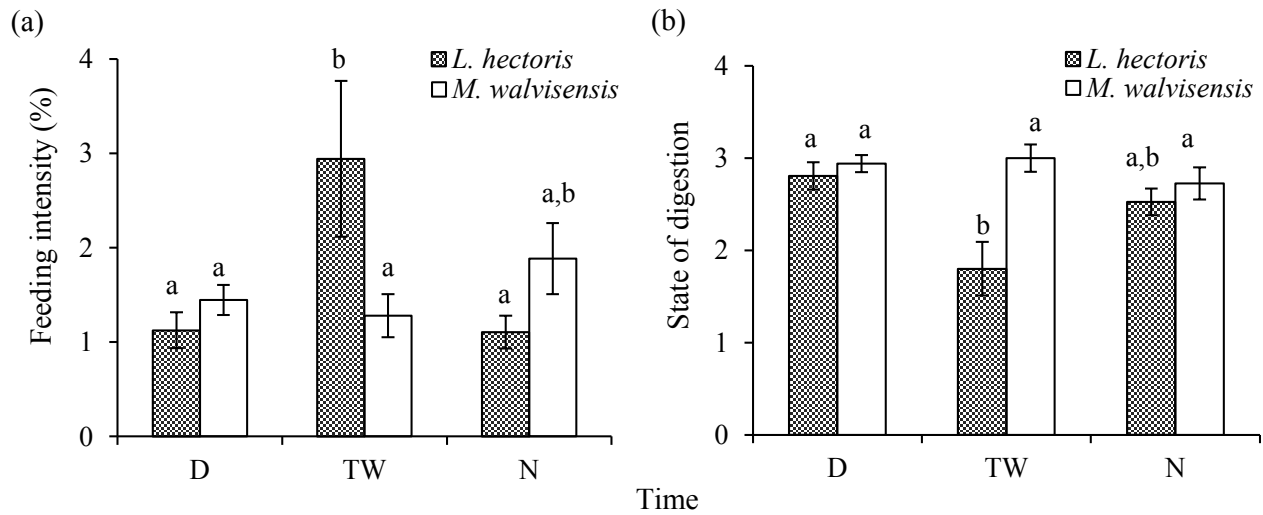 (a)
Feeding intensity (%)
4
3
2
1
0
L. hectoris
M. walvisensis
a
a
b
a
a
a,b
D
TW
N
(b)
State of digestion
4
3
2
1
0
L. hectoris
M. walvisensis
a
a
b
a
a,b
a
D
TW
N
Time